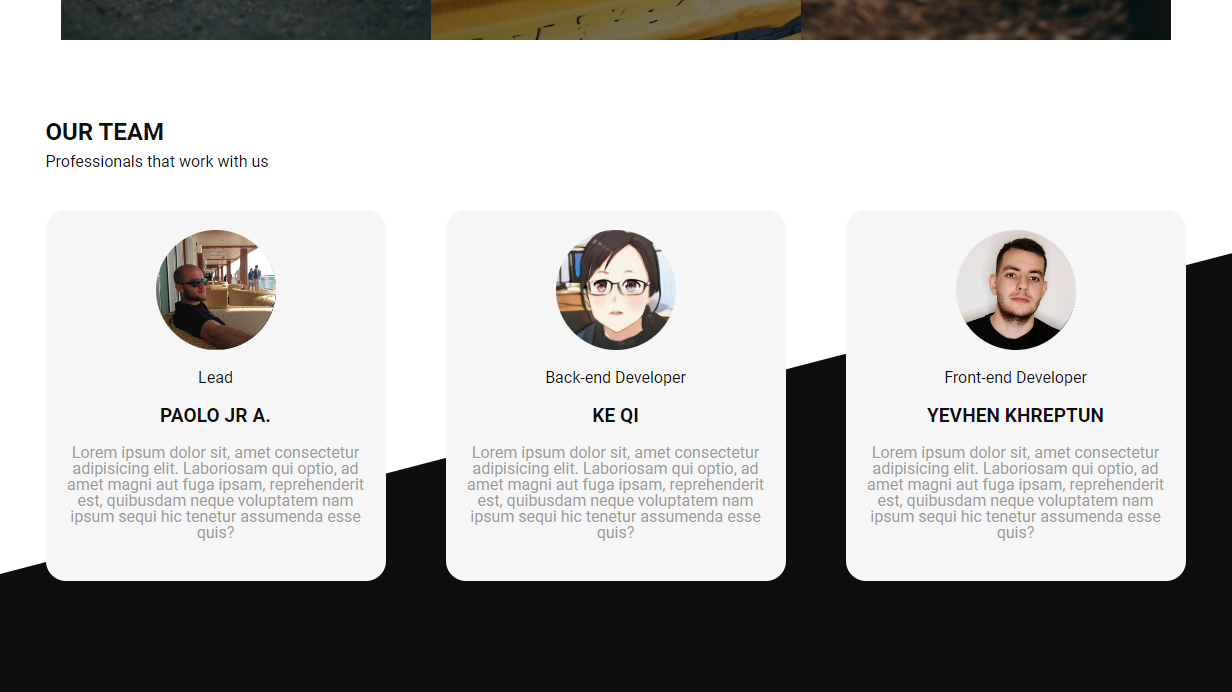 OUR TEAM
Professionals that work with us
Lead
PAOLO JR A.
Lorem ipsum dolor sit, amet consectetur
adipisicing elit. Laboriosam qui optio, ad
amet magni aut fuga ipsam, reprehenderit
est, quibusdam neque voluptatem nam
ipsum sequi hic tenetur assumenda esse
quis?
Back-end Developer
KE QI
Lorem ipsum dolor sit, amet consectetur
adipisicing elit. Laboriosam qui optio, ad
amet magni aut fuga ipsam, reprehenderit
est, quibusdam neque voluptatem nam
ipsum sequi hic tenetur assumenda esse
quis?
Front-end Developer
YEVHEN KHREPTUN
Lorem ipsum dolor sit, amet consectetur
adipisicing elit. Laboriosam qui optio, ad
amet magni aut fuga ipsam, reprehenderit
est, quibusdam neque voluptatem nam
ipsum sequi hic tenetur assumenda esse
quis?